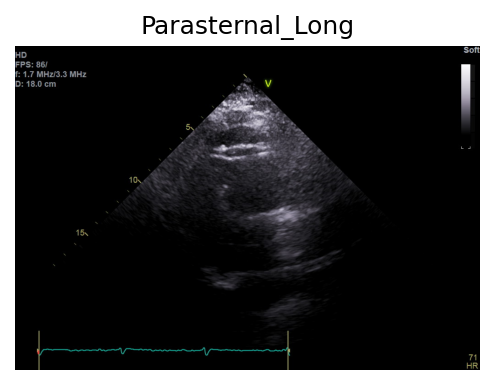 Parasternal_Long
HD
FPS: 86/
f: 1.7 MHz/3.3 MHz
D: 18.0 cm
Soft
V
5
10
15
71
HR